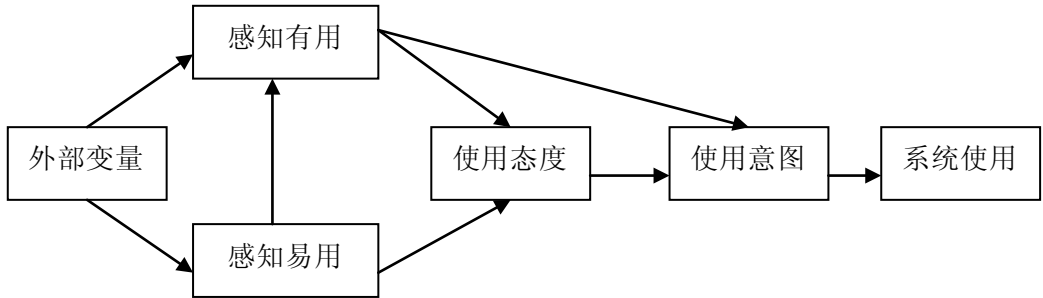 感知有用
外部变量
使用态度
使用意图
系统使用
感知易用